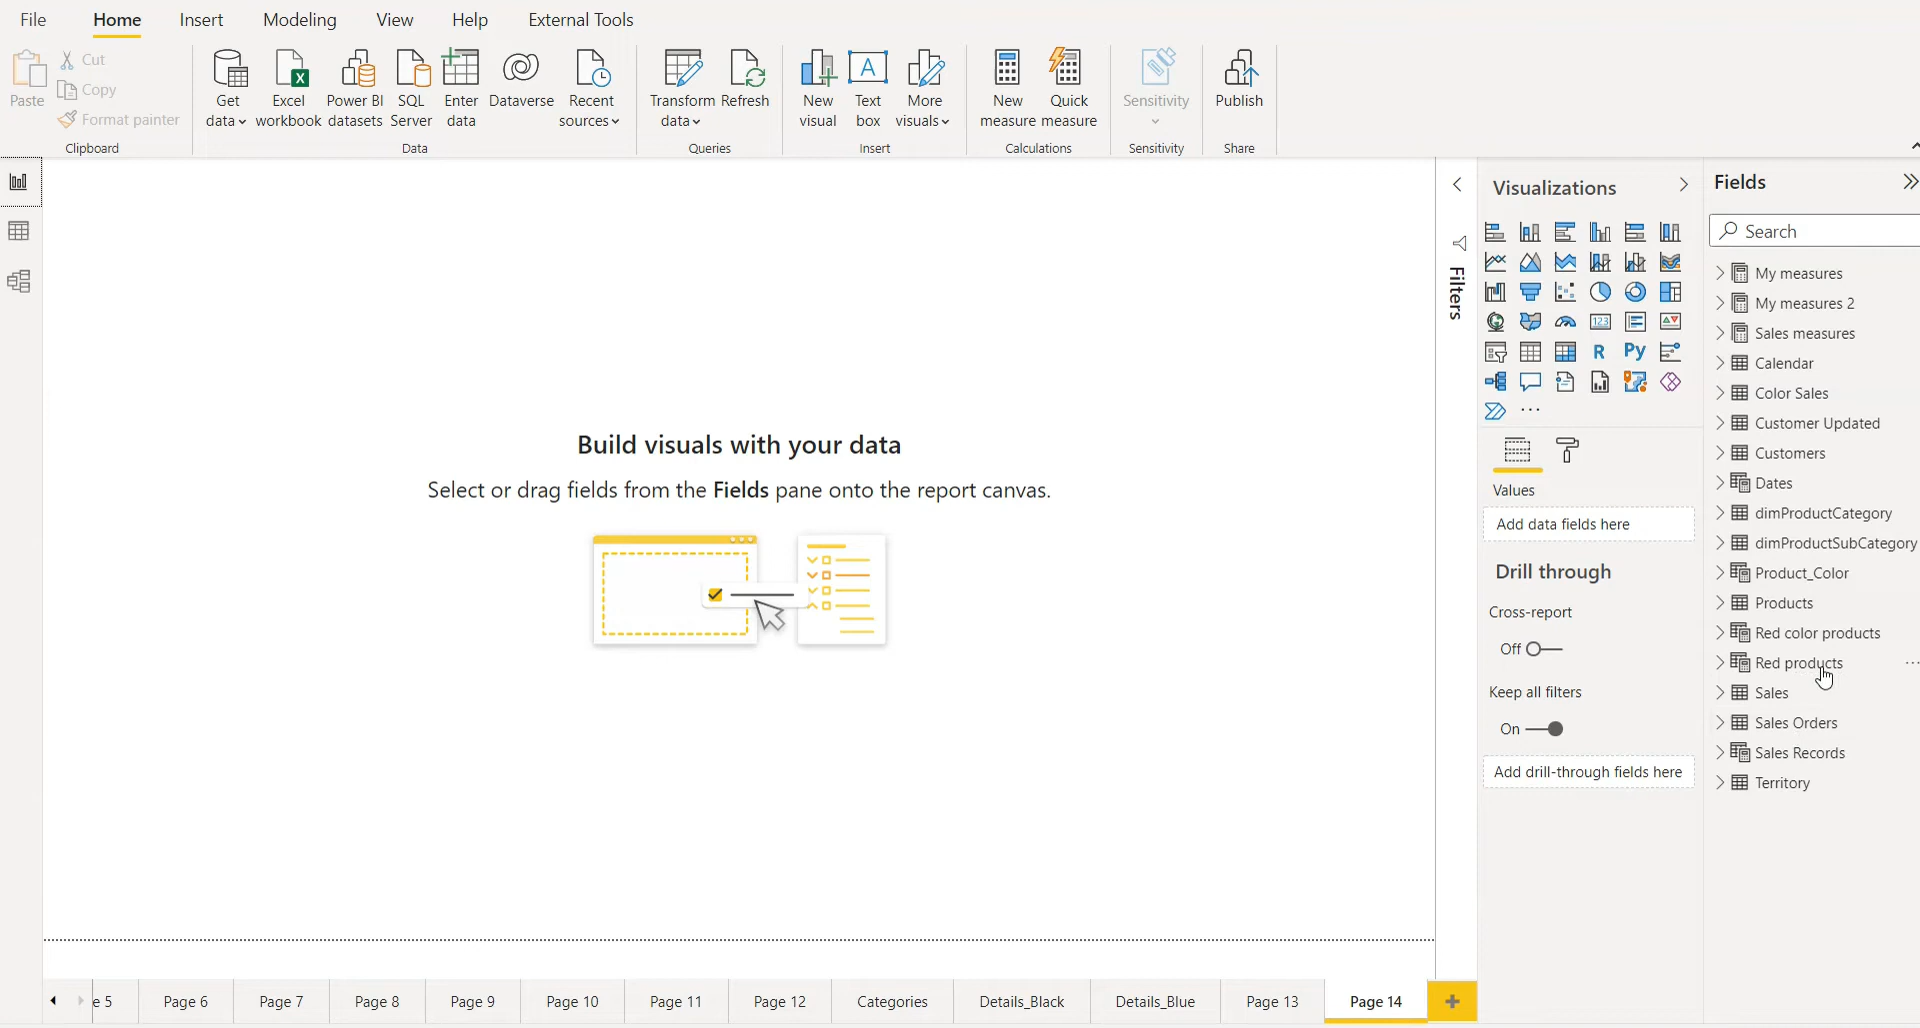 File Home Insert Modeling View Help External Tools
Paste
Cut
Copy
Format painter
Clipboard
Get data
Excel workbook
Power BI datasets
SQL Server
Enter data
Dataverse
Recent sources
Data
Transform data
Refresh
Queries
New visual
A
Text box
More visuals
Insert
New measure
Quick measure
Calculations
Sensitivity
Sensitivity
Publish
Share
Build visuals with your data
Select or drag fields from the Fields pane onto the report canvas.
Filters
Visualizations
123
R
Py
...
Values
Add data fields here
Drill through
Cross-report
Off
Keep all filters
On
Add drill-through fields here
Fields
Search
My measures
My measures 2
Sales measures
Calendar
Color Sales
Customer Updated
Customers
Dates
dimProductCategory
dimProductSubCategory
Product_Color
Products
Red color products
Red products
Sales
Sales Orders
Sales Records
Territory
e 5 Page 6 Page 7 Page 8 Page 9 Page 10 Page 11 Page 12 Categories Details_Black Details_Blue Page 13 Page 14 +